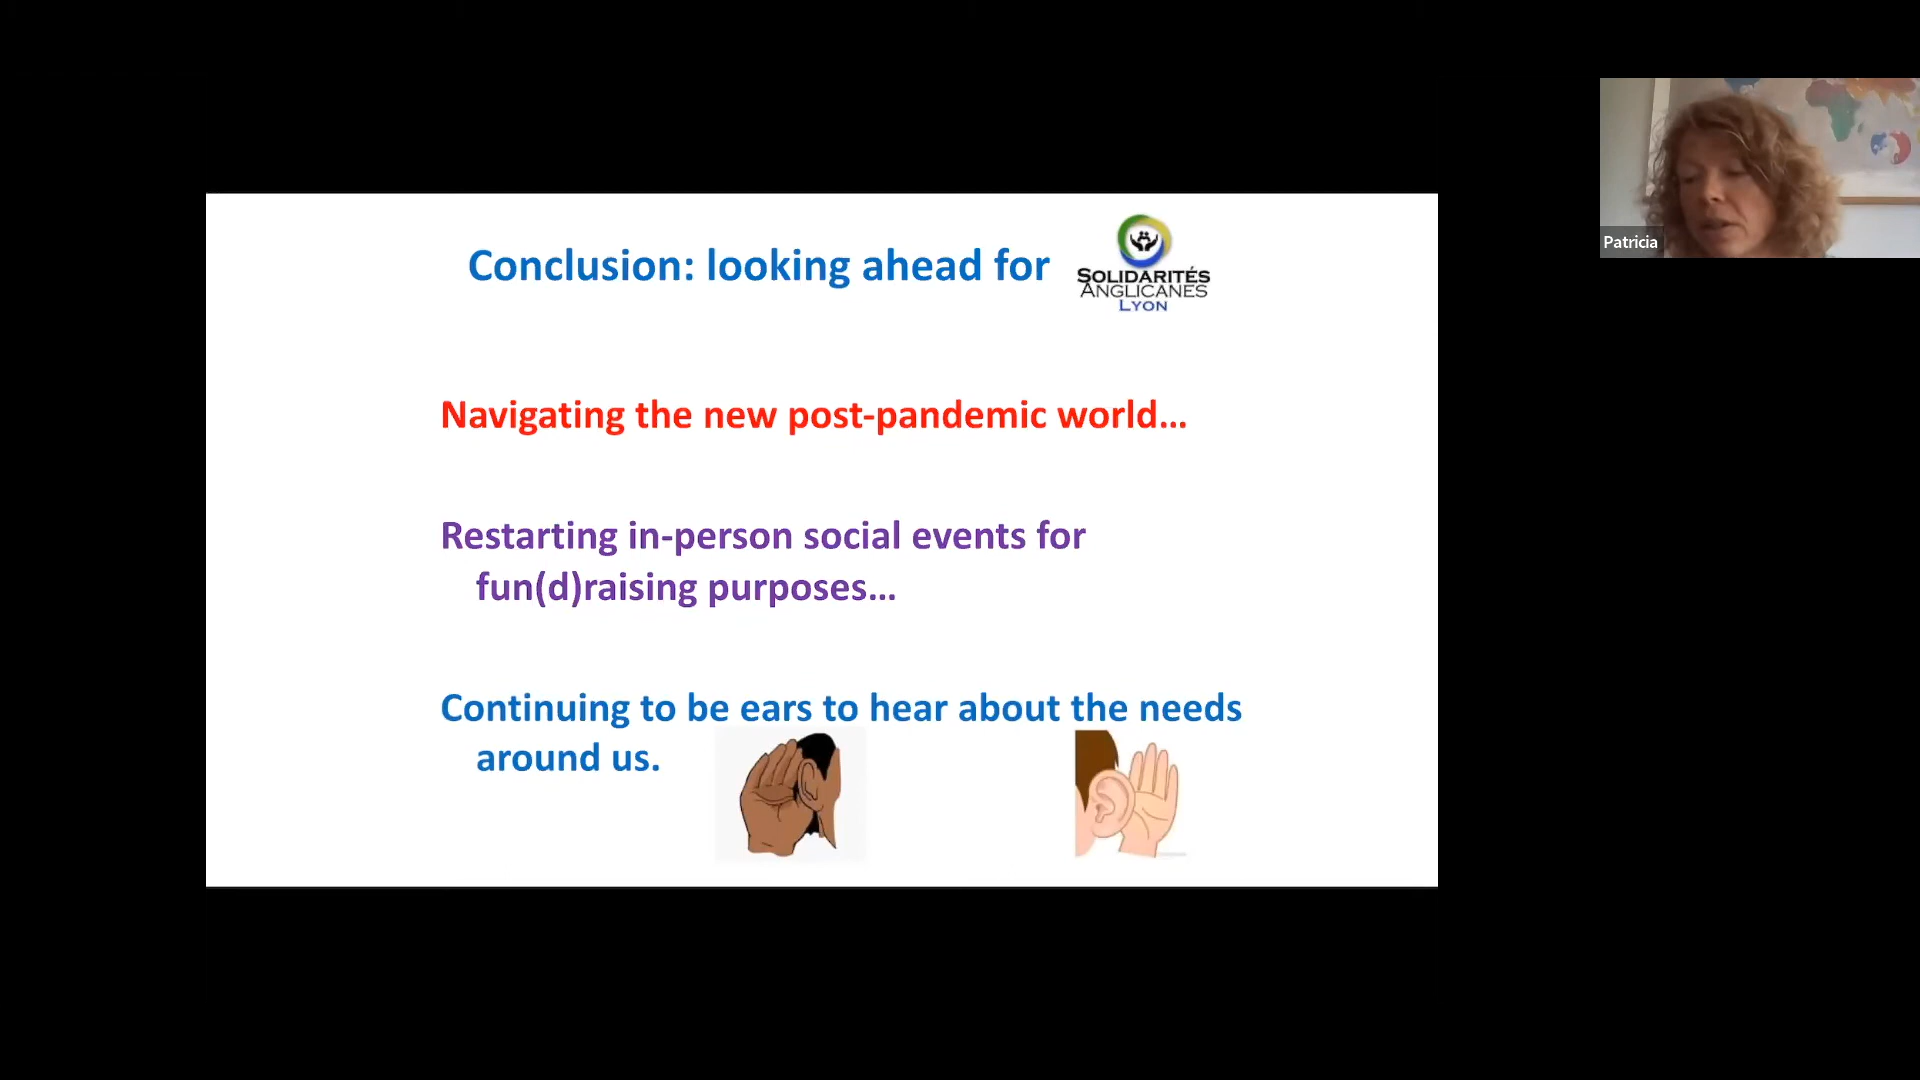 Conclusion: looking ahead for
SOLIDARITÉS
ANGLICANES
LYON
Navigating the new post-pandemic world...
Restarting in-person social events for
fun(d)raising purposes...
Continuing to be ears to hear about the needs
around us.
Patricia